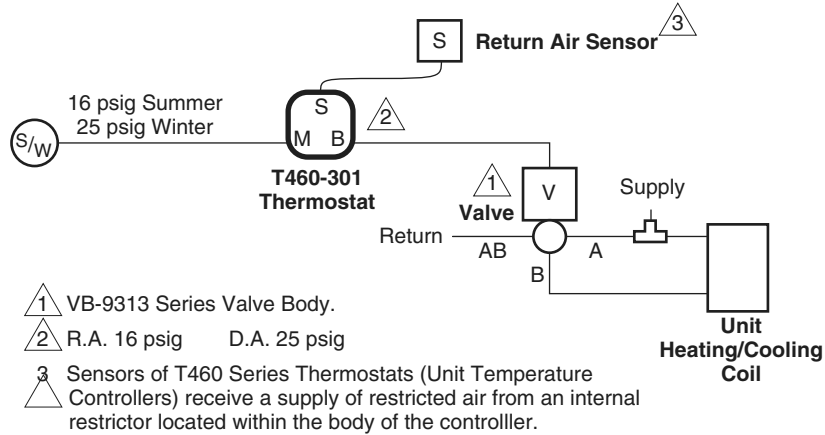 3
S Return Air Sensor
16 psig Summer
25 psig Winter
S
2
S/W
M B
T460-301
Thermostat
1
V
Supply
Valve
Return
AB
A
B
1 VB-9313 Series Valve Body.
2 R.A. 16 psig D.A. 25 psig
Unit
Heating/Cooling
Coil
3 Sensors of T460 Series Thermostats (Unit Temperature
Controllers) receive a supply of restricted air from an internal
restrictor located within the body of the controlller.